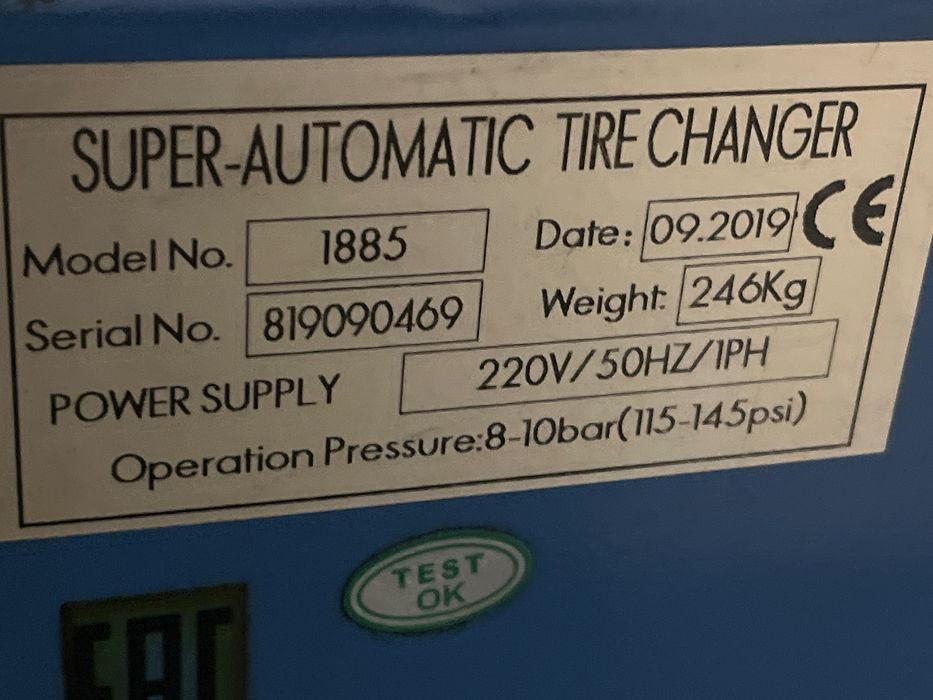 SUPER-AUTOMATIC TIRE CHANGER
Model No. 1885 Date: 09.2019 CE
Serial No. 819090469 Weight: 246Kg
POWER SUPPLY 220V/50HZ/1PH
Operation Pressure:8-10bar(115-145psi)
TEST
OK
EAC